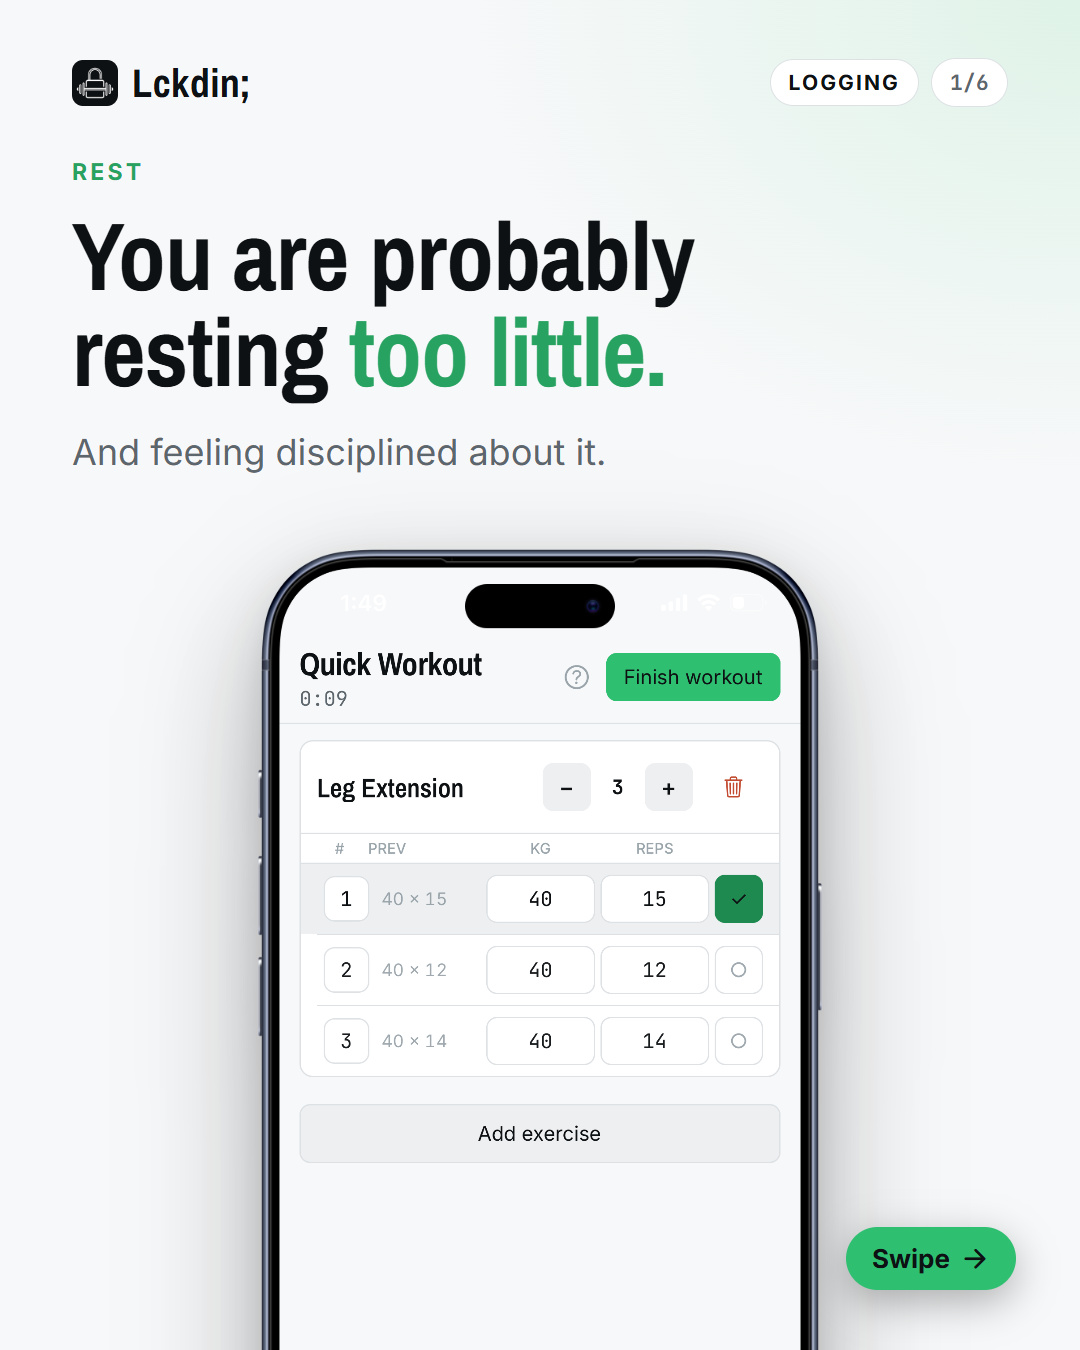 Lckdin;
LOGGING
1/6
REST
You are probably
resting too little.
And feeling disciplined about it.
1:49
Quick Workout
0:09
?
Finish workout
Leg Extension
− 3 +
# PREV KG REPS
1 40 × 15 40 15
2 40 × 12 40 12
3 40 × 14 40 14
Add exercise
Swipe →